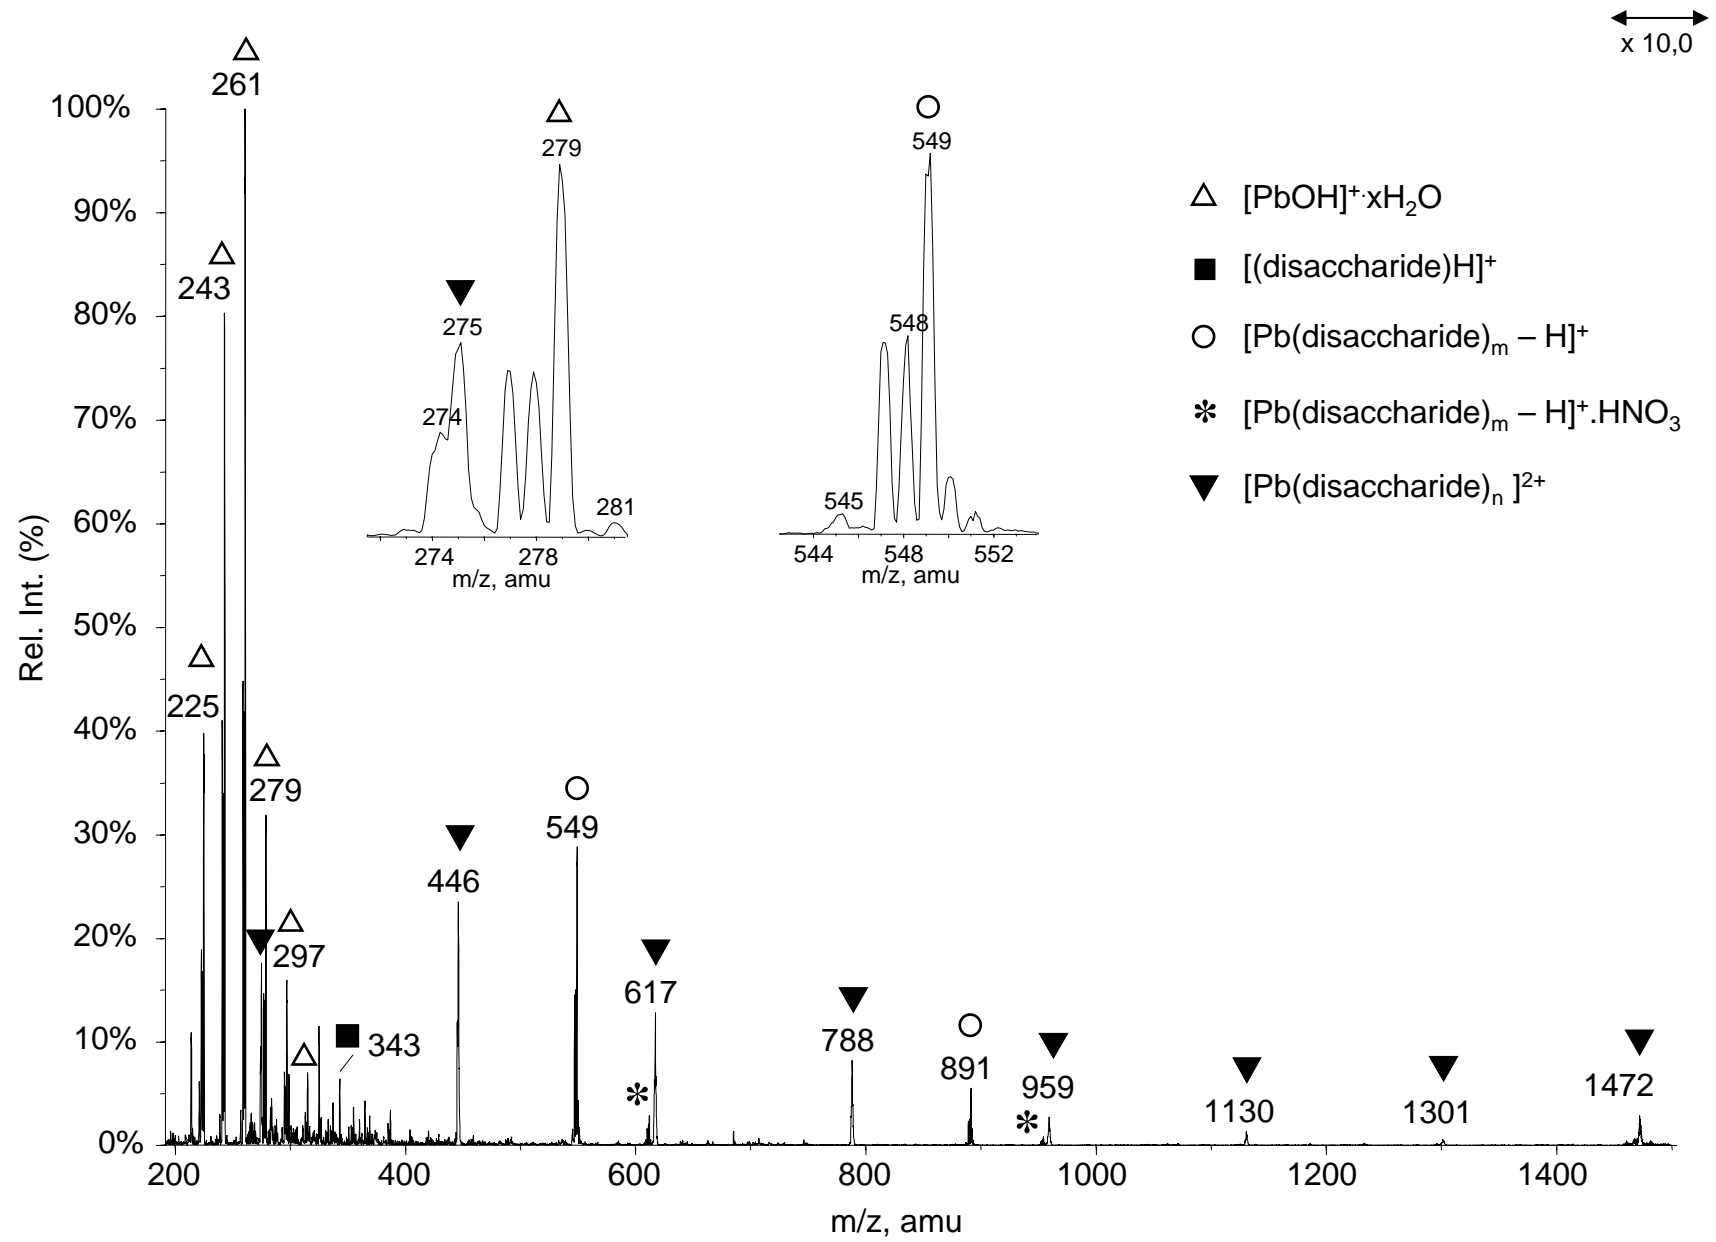 x 10,0
261
100%
279
549
[PbOH]⁺·xH₂O
90%
[(disaccharide)H]⁺
243
80%
275
548
[Pb(disaccharide)ₘ – H]⁺
70%
274
[Pb(disaccharide)ₘ – H]⁺.HNO₃
[Pb(disaccharide)ₙ ]²⁺
281
545
60%
274 278
m/z, amu
544 548 552
m/z, amu
Rel. Int. (%)
50%
225
40%
279
30%
549
446
20%
297
617
10%
343
788
891
959
1130
1301
1472
0%
200 400 600 800 1000 1200 1400
m/z, amu